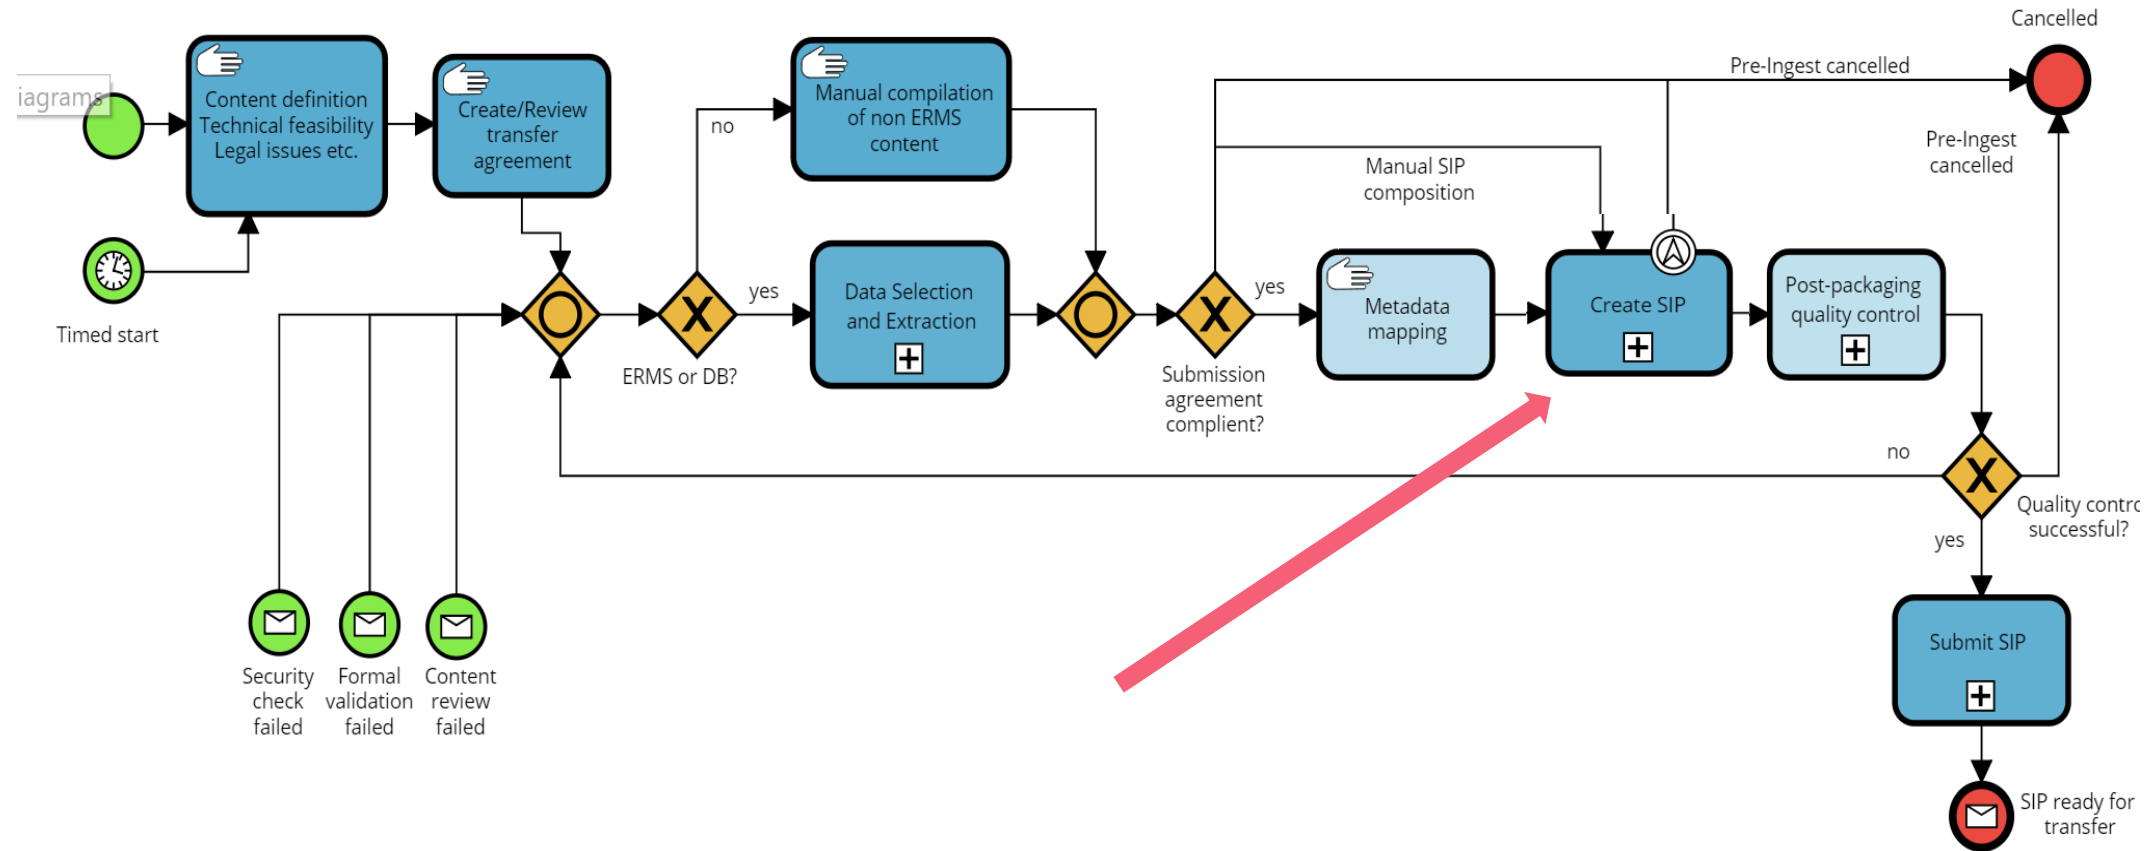 Cancelled
Pre-Ingest cancelled
iagrams
Content definition
Technical feasibility
Legal issues etc.
Create/Review
transfer
agreement
no
Manual compilation
of non ERMS
content
Pre-Ingest
cancelled
Manual SIP
composition
Timed start
yes
ERMS or DB?
Data Selection
and Extraction
yes
Submission
agreement
complient?
Metadata
mapping
Create SIP
Post-packaging
quality control
no
Quality contro
successful?
yes
Security
check
failed
Formal
validation
failed
Content
review
failed
Submit SIP
SIP ready for
transfer